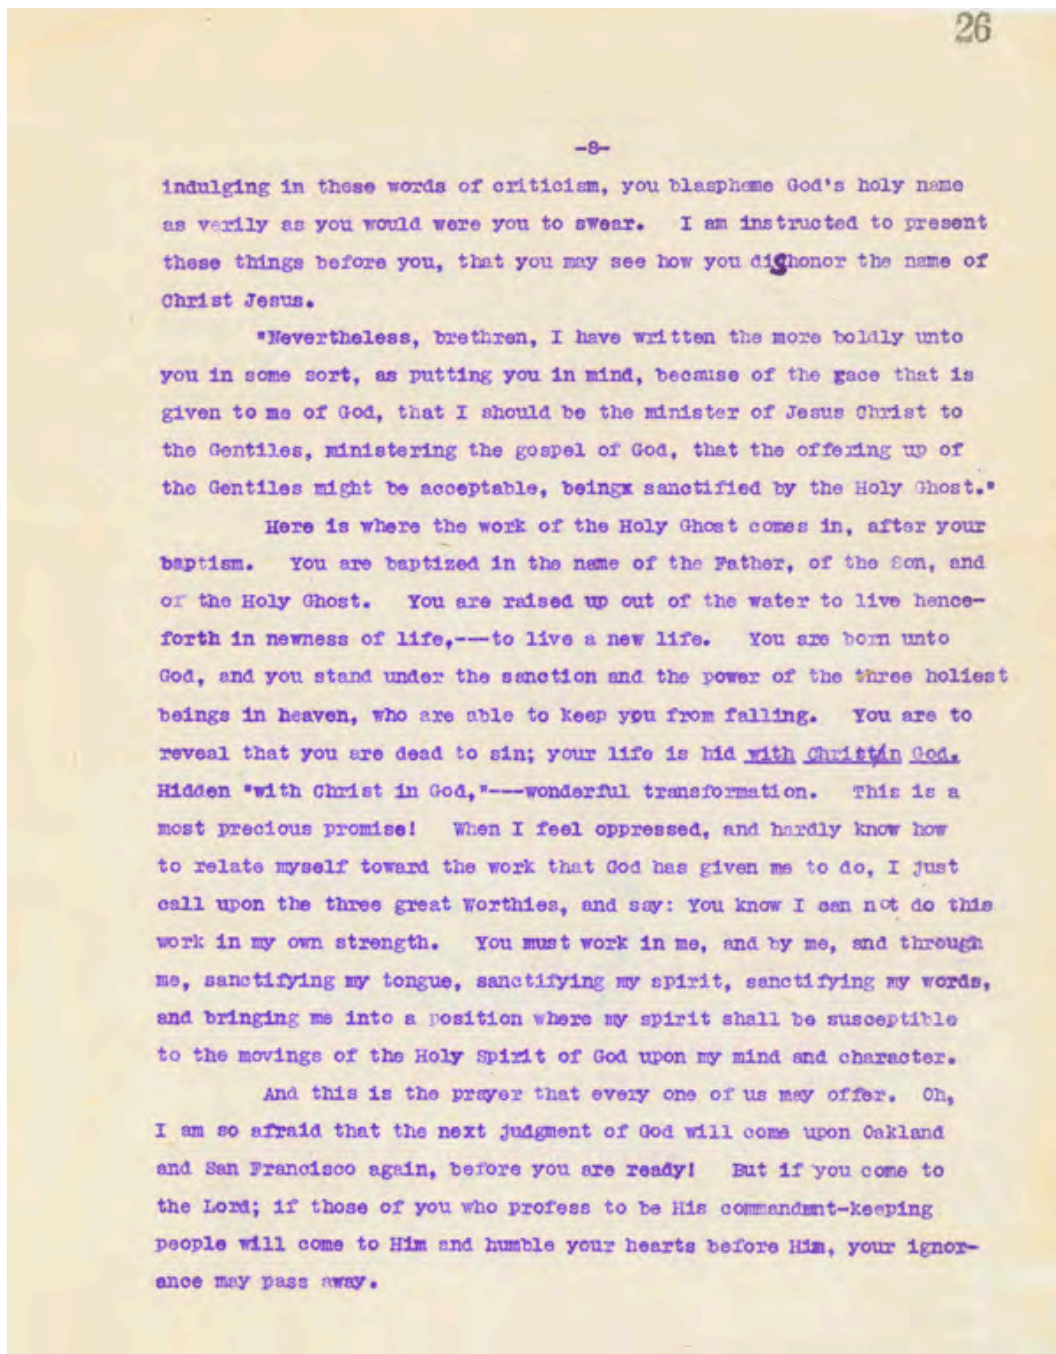 26
-8-
indulging in these words of criticism, you blaspheme God's holy name
as verily as you would were you to swear. I am instructed to present
these things before you, that you may see how you dishonor the name of
Christ Jesus.
"Nevertheless, brethren, I have written the more boldly unto
you in some sort, as putting you in mind, because of the gace that is
given to me of God, that I should be the minister of Jesus Christ to
the Gentiles, ministering the gospel of God, that the offering up of
the Gentiles might be acceptable, beingx sanctified by the Holy Ghost."
Here is where the work of the Holy Ghost comes in, after your
baptism. You are baptized in the name of the Father, of the Son, and
of the Holy Ghost. You are raised up out of the water to live hence-
forth in newness of life,---to live a new life. You are born unto
God, and you stand under the sanction and the power of the three holiest
beings in heaven, who are able to keep you from falling. You are to
reveal that you are dead to sin; your life is hid with Christ/in God.
Hidden "with Christ in God,"---wonderful transformation. This is a
most precious promise! When I feel oppressed, and hardly know how
to relate myself toward the work that God has given me to do, I just
call upon the three great Worthies, and say: You know I can not do this
work in my own strength. You must work in me, and by me, and through
me, sanctifying my tongue, sanctifying my spirit, sanctifying my words,
and bringing me into a position where my spirit shall be susceptible
to the movings of the Holy Spirit of God upon my mind and character.
And this is the prayer that every one of us may offer. Oh,
I am so afraid that the next judgment of God will come upon Oakland
and San Francisco again, before you are ready! But if you come to
the Lord; if those of you who profess to be His commandmnt-keeping
people will come to Him and humble your hearts before Him, your ignor-
ance may pass away.